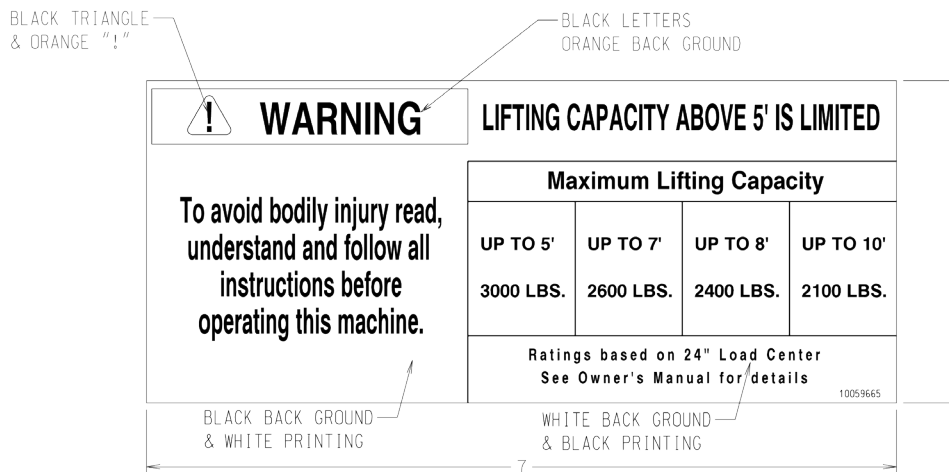 BLACK TRIANGLE
& ORANGE "!"
BLACK LETTERS
ORANGE BACK GROUND
! WARNING
LIFTING CAPACITY ABOVE 5' IS LIMITED
To avoid bodily injury read,
understand and follow all
instructions before
operating this machine.
Maximum Lifting Capacity
UP TO 5' UP TO 7' UP TO 8' UP TO 10'
3000 LBS. 2600 LBS. 2400 LBS. 2100 LBS.
Ratings based on 24" Load Center
See Owner's Manual for details
10059665
BLACK BACK GROUND
& WHITE PRINTING
WHITE BACK GROUND
& BLACK PRINTING
7